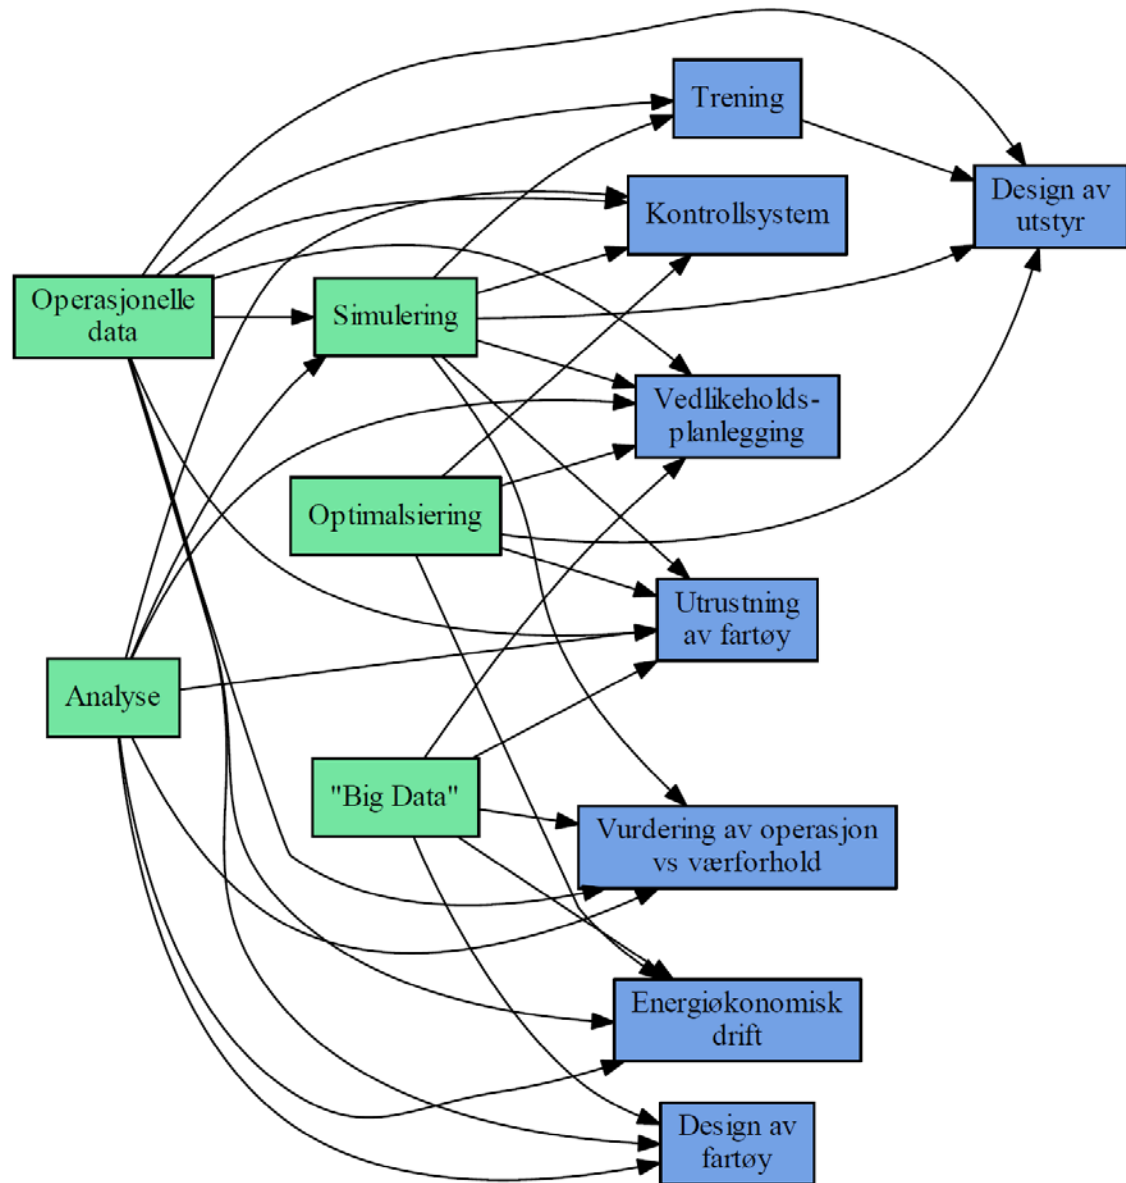 Trening
Design av
utstyr
Kontrollsystem
Operasjonelle
data
Simulering
Vedlikeholds-
planlegging
Optimalsiering
Utrustning
av fartøy
Analyse
"Big Data"
Vurdering av operasjon
vs værforhold
Energiøkonomisk
drift
Design av
fartøy